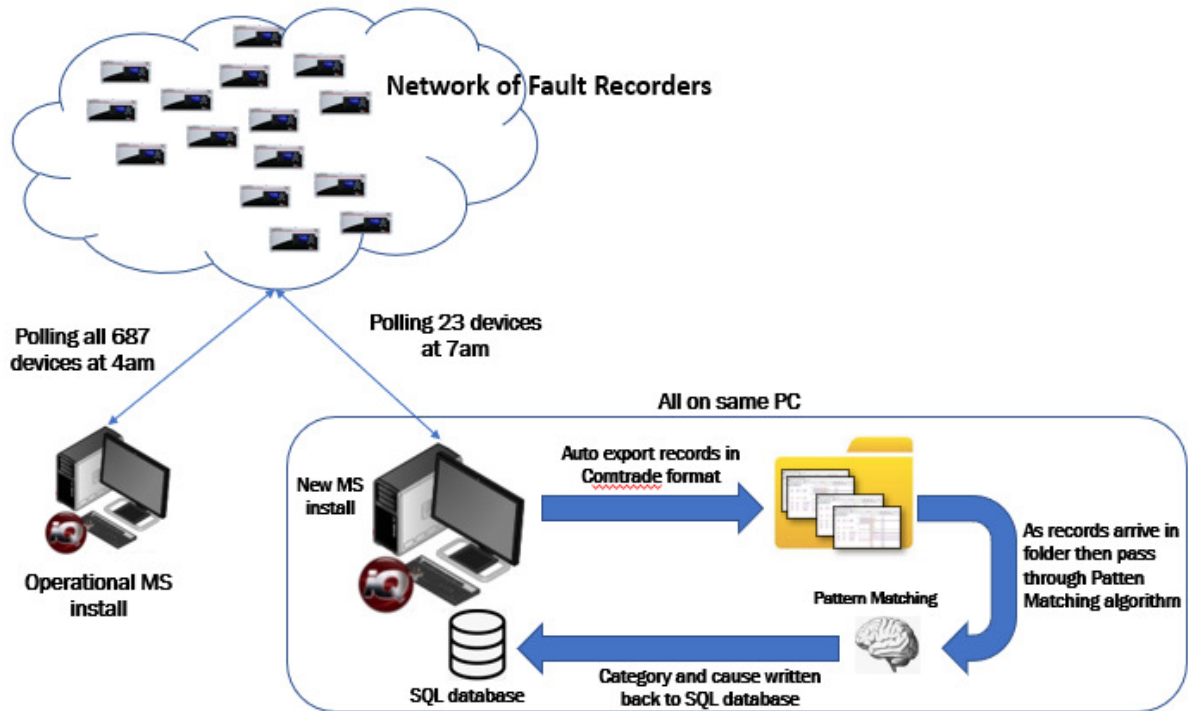 Network of Fault Recorders
Polling all 687
devices at 4am
Polling 23 devices
at 7am
All on same PC
Operational MS
install
New MS
install
iQ
iQ
Auto export records in
Comtrade format
As records arrive in
folder then pass
through Patten
Matching algorithm
Pattern Matching
Category and cause written
back to SQL database
SQL database